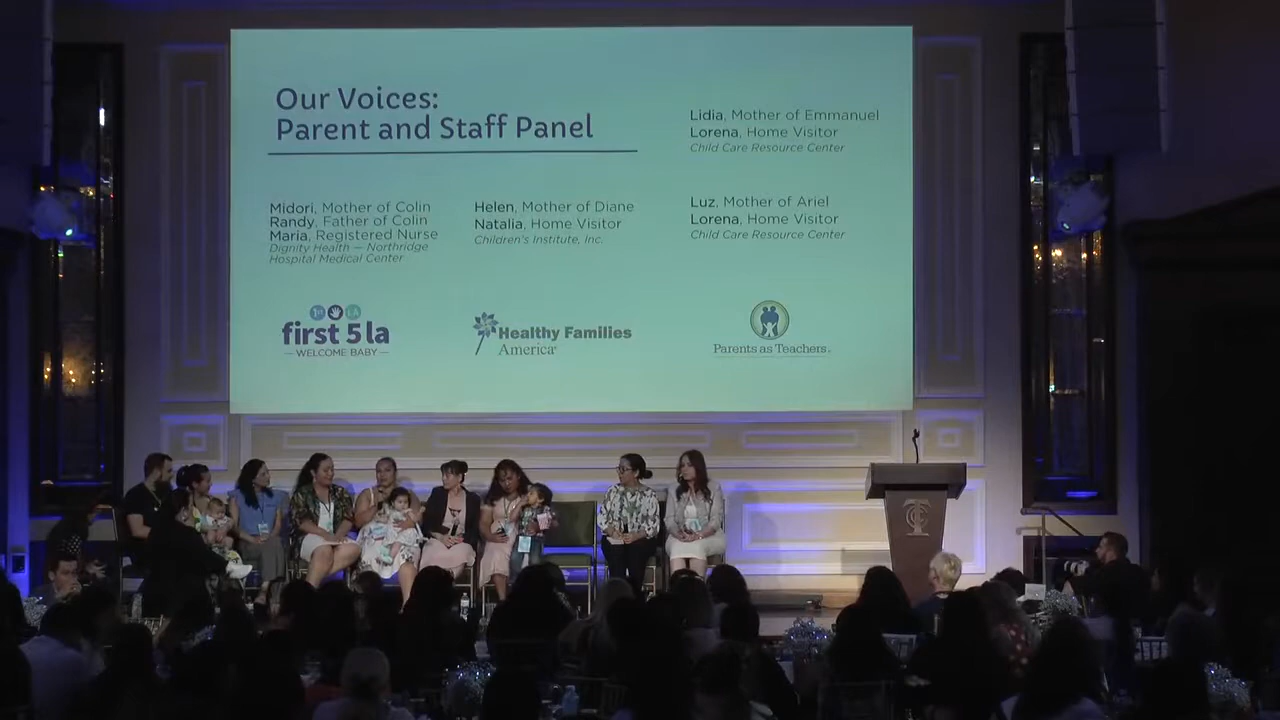 Our Voices:
Parent and Staff Panel
Lidia, Mother of Emmanuel
Lorena, Home Visitor
Child Care Resource Center
Midori, Mother of Colin
Randy, Father of Colin
Maria, Registered Nurse
Dignity Health — Northridge
Hospital Medical Center
Helen, Mother of Diane
Natalia, Home Visitor
Children's Institute, Inc.
Luz, Mother of Ariel
Lorena, Home Visitor
Child Care Resource Center
first 5 la
WELCOME BABY
Healthy Families
America
Parents as Teachers.